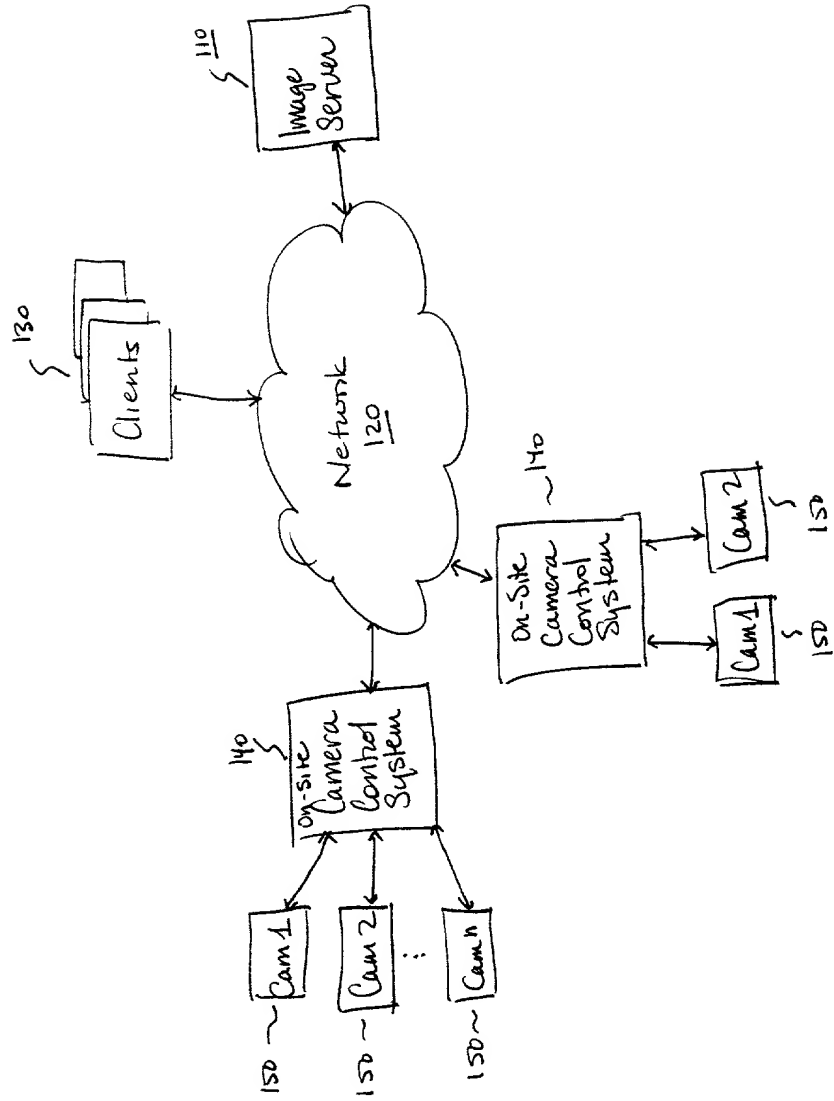 130
Clients
110
Image
Server
Network
120
140
On-site
Camera
Control
System
On-Site
Camera
Control
System
140
150
Cam 1
150
Cam 2
...
150
Cam n
Cam 1
150
Cam 2
150